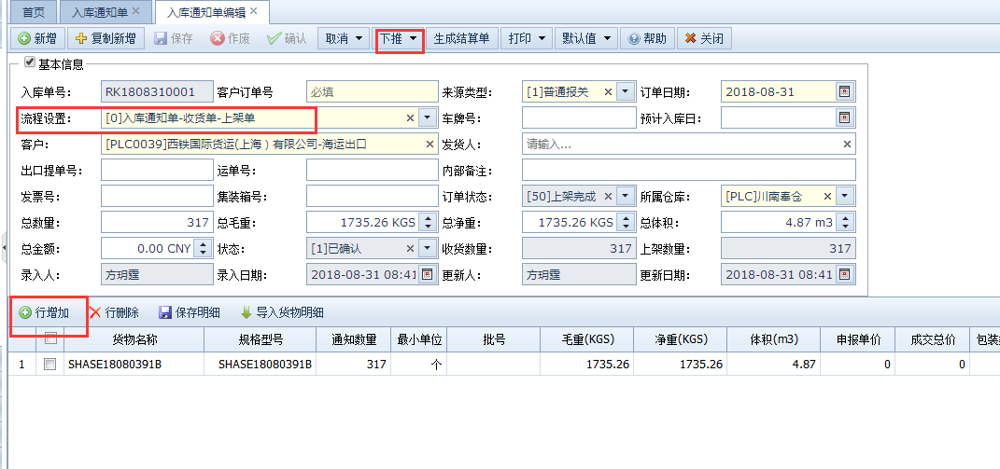 首页 入库通知单 入库通知单编辑
新增 复制新增 保存 作废 确认 取消 下推 生成结算单 打印 默认值 帮助 关闭
基本信息
入库单号: RK1808310001 客户订单号 必填 来源类型: [1]普通报关 订单日期: 2018-08-31
流程设置: [0]入库通知单-收货单-上架单 车牌号: 预计入库日:
客户: [PLC0039]西铁国际货运(上海）有限公司-海运出口 发货人: 请输入...
出口提单号: 运单号: 内部备注:
发票号: 集装箱号: 订单状态: [50]上架完成 所属仓库: [PLC]川南奉仓
总数量: 317 总毛重: 1735.26 KGS 总净重: 1735.26 KGS 总体积: 4.87 m3
总金额: 0.00 CNY 状态: [1]已确认 收货数量: 317 上架数量: 317
录入人: 方玥霆 录入日期: 2018-08-31 08:41 更新人: 方玥霆 更新日期: 2018-08-31 08:41
行增加 行删除 保存明细 导入货物明细
货物名称 规格型号 通知数量 最小单位 批号 毛重(KGS) 净重(KGS) 体积(m3) 申报单价 成交总价 包装
1 SHASE18080391B SHASE18080391B 317 个 1735.26 1735.26 4.87 0 0